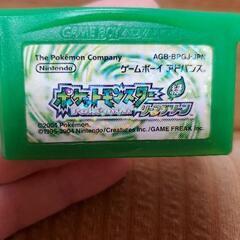 GAME BOY ADVANCE
The Pokémon Company
AGB-BPGJ-JPN
Nintendo
ゲームボーイアドバンス
ポケットモンスター
リーフグリーン
©2004 Pokémon.
©1995-2004 Nintendo/Creatures inc./GAME FREAK inc.